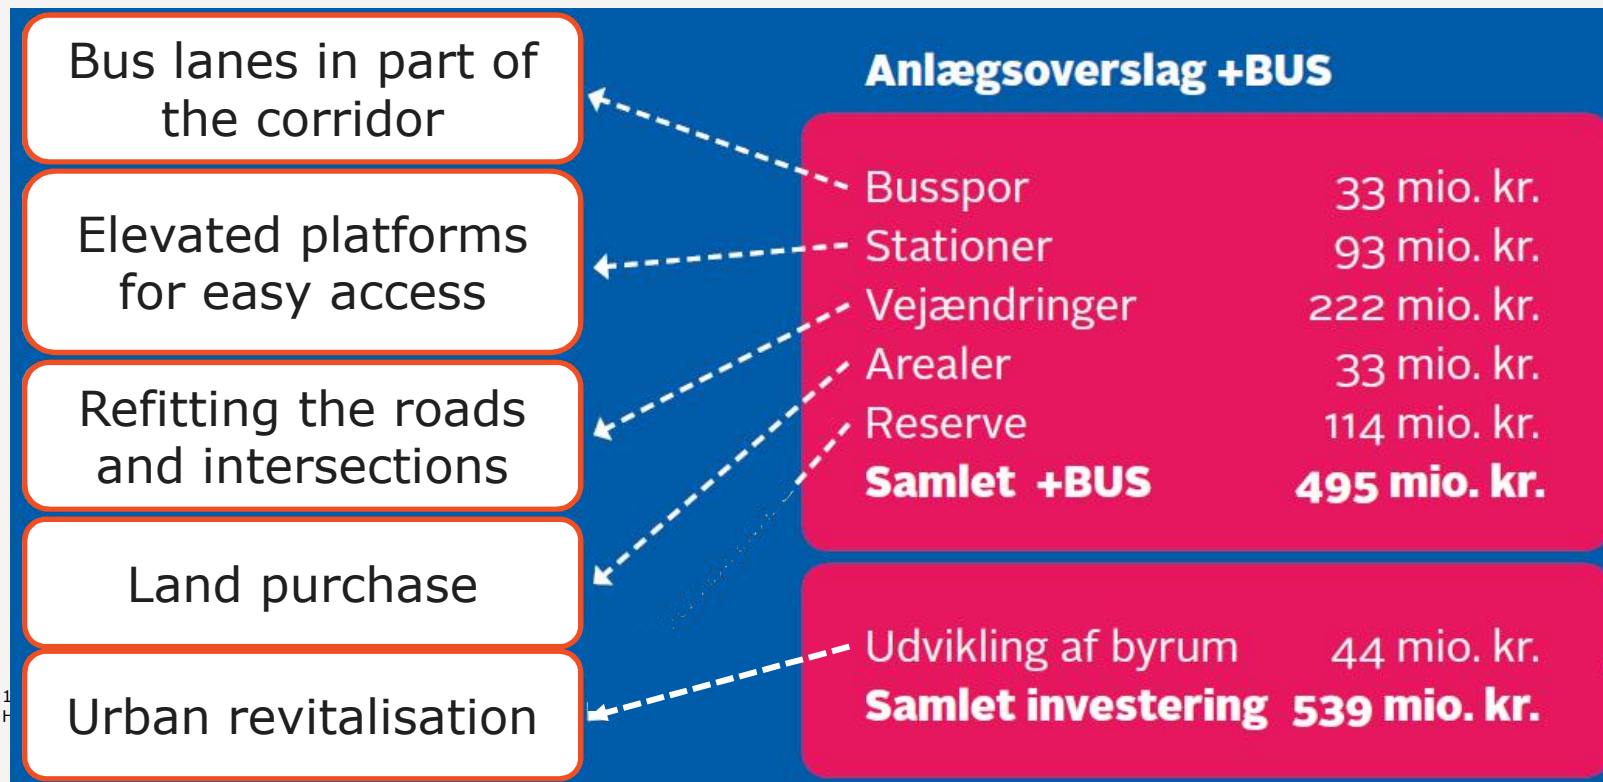 Bus lanes in part of
the corridor
Elevated platforms
for easy access
Refitting the roads
and intersections
Land purchase
Urban revitalisation
Anlægsoverslag +BUS
Busspor 33 mio. kr.
Stationer 93 mio. kr.
Vejændringer 222 mio. kr.
Arealer 33 mio. kr.
Reserve 114 mio. kr.
Samlet +BUS 495 mio. kr.
Udvikling af byrum 44 mio. kr.
Samlet investering 539 mio. kr.